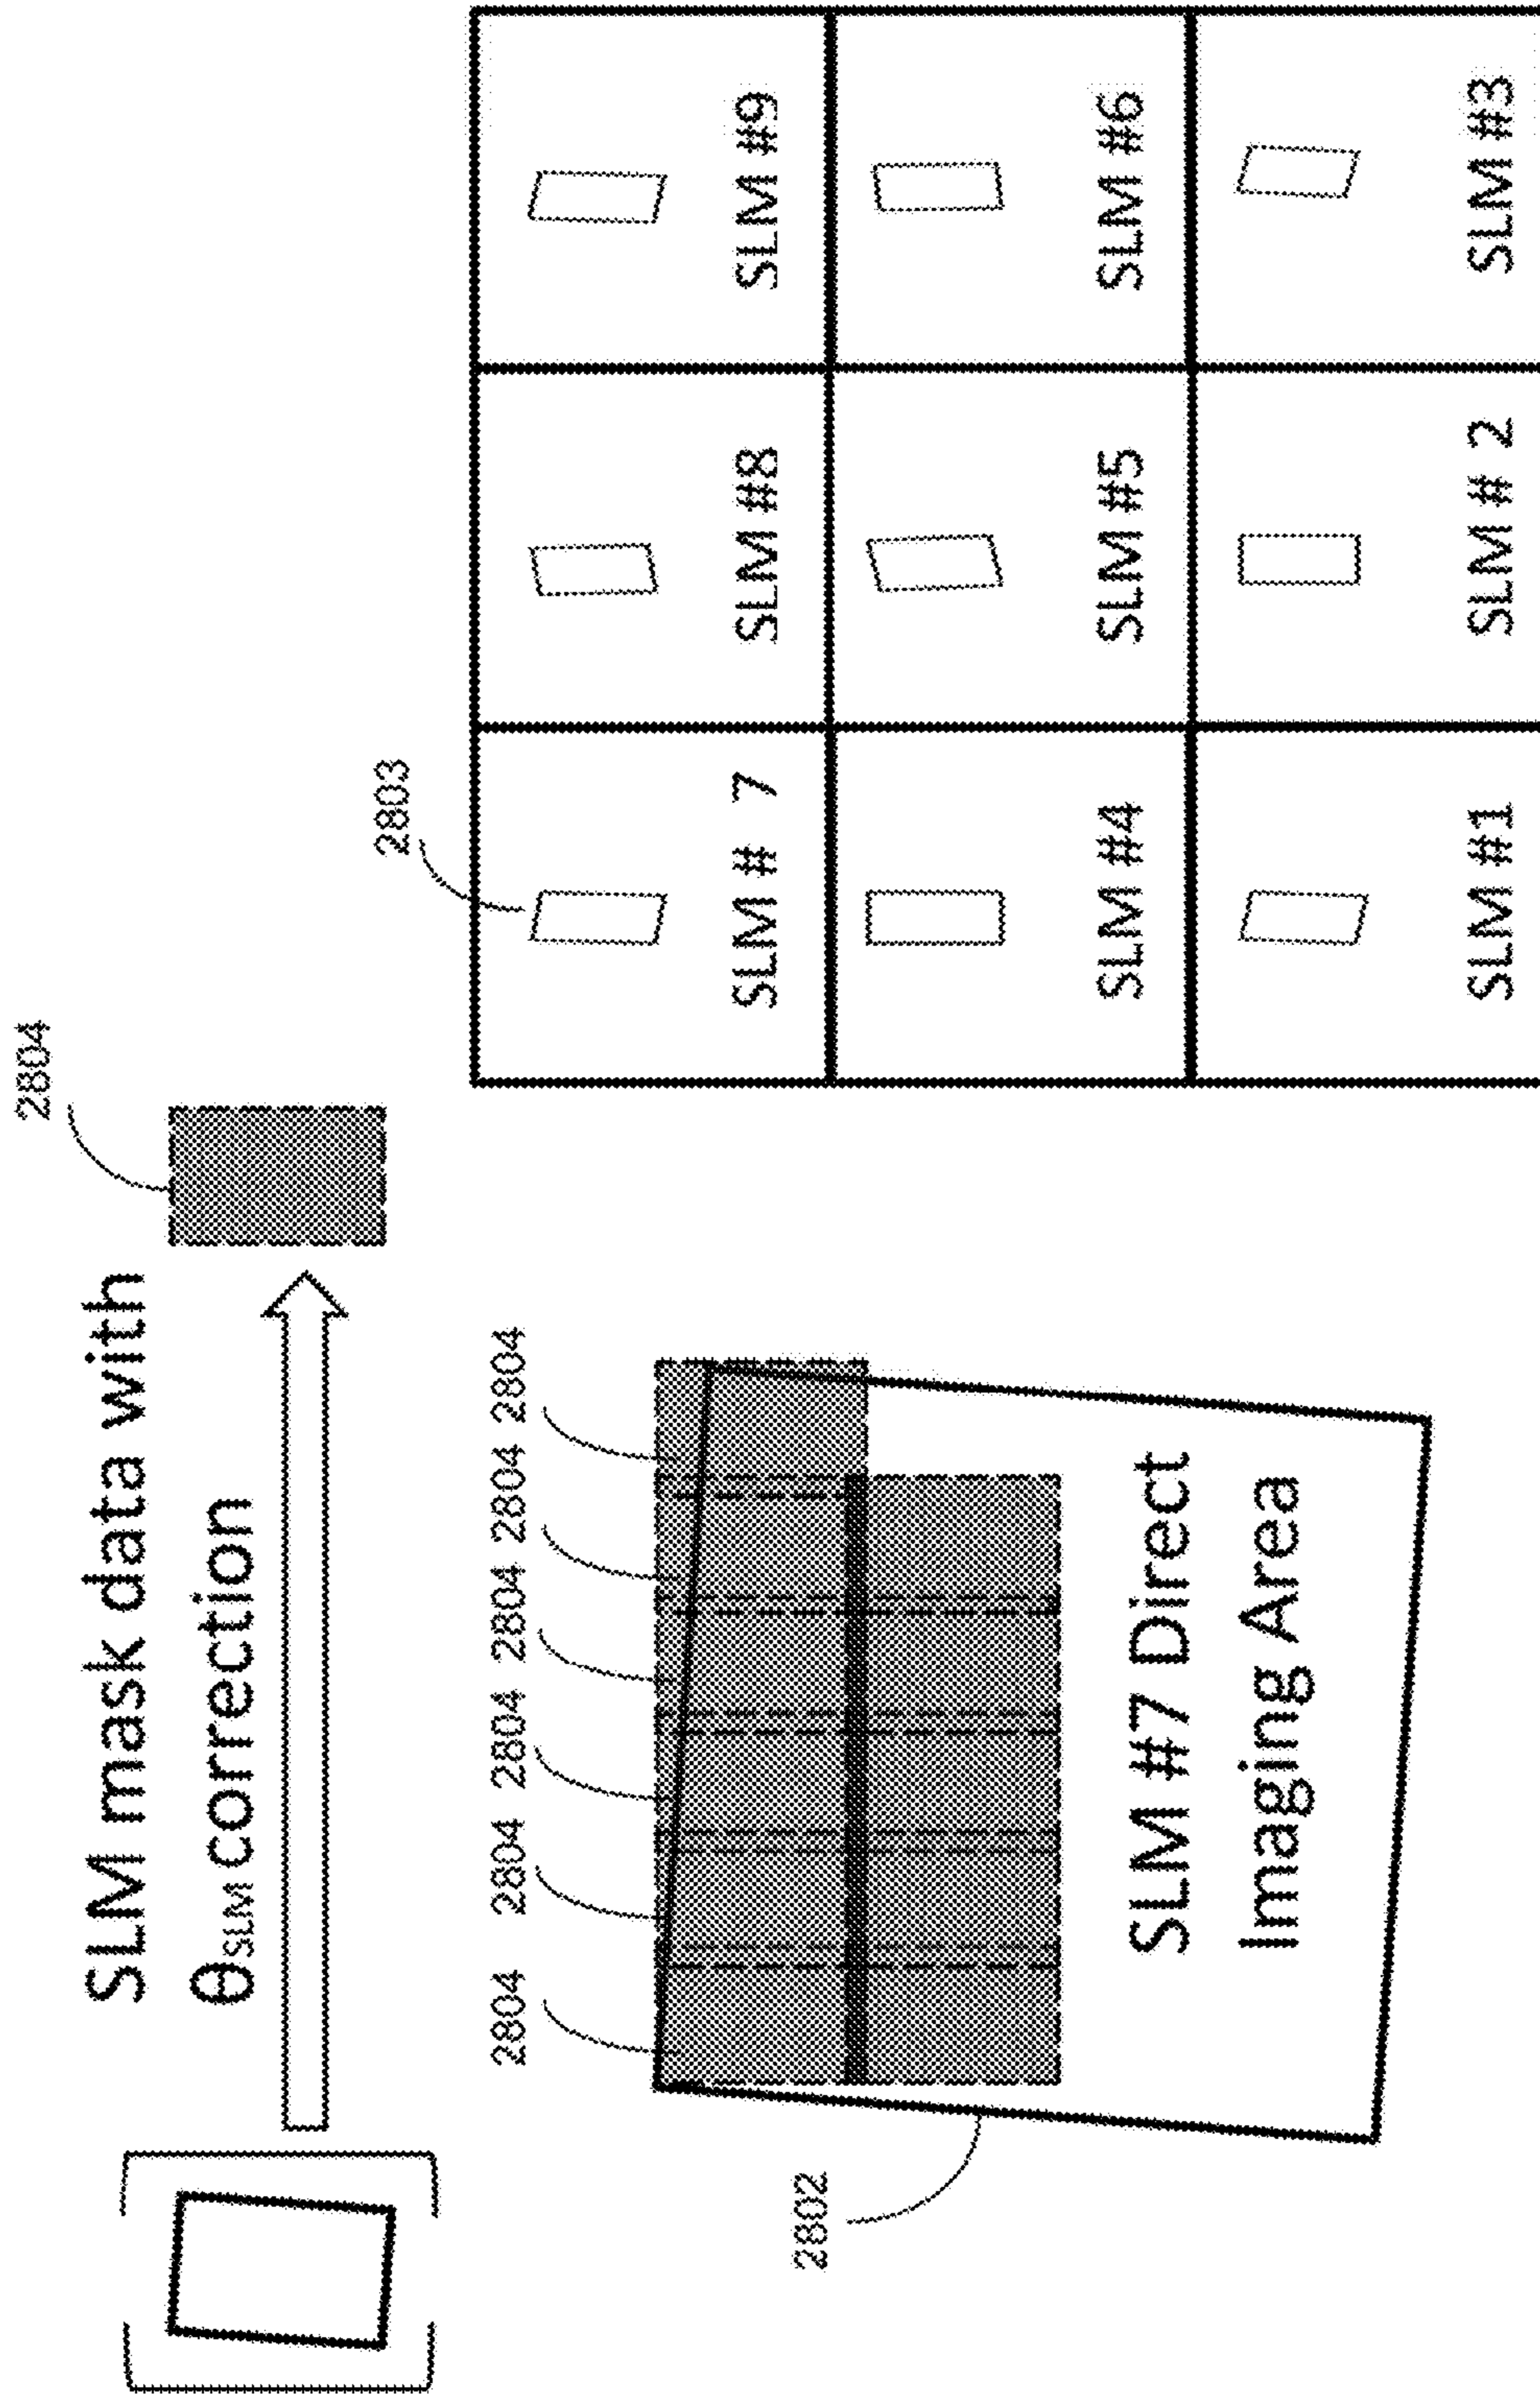 SLM mask data with
θSLM correction
2804
2804 2804 2804 2804 2804 2804
2802
SLM #7 Direct
Imaging Area
2803
SLM # 7
SLM #8
SLM #9
SLM #4
SLM #5
SLM #6
SLM #1
SLM # 2
SLM #3